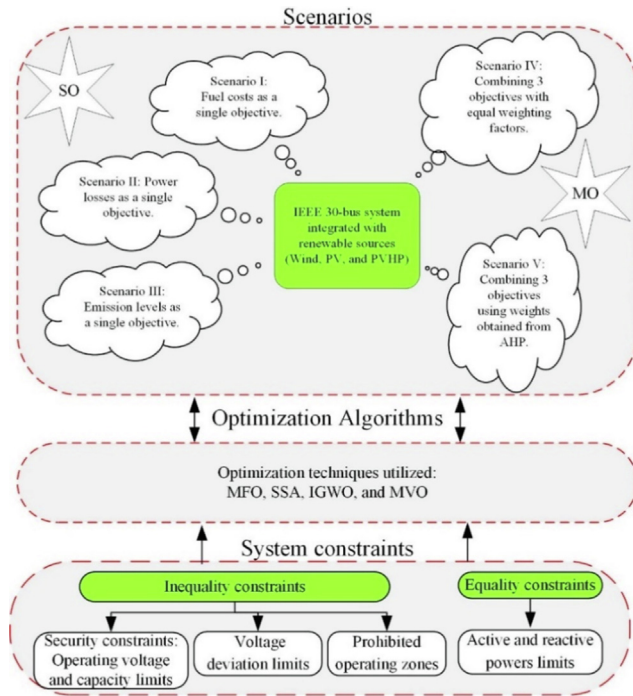 Scenarios
SO
Scenario I:
Fuel costs as a
single objective.
Scenario IV:
Combining 3
objectives with
equal weighting
factors.
Scenario II: Power
losses as a single
objective.
IEEE 30-bus system
integrated with
renewable sources
(Wind, PV, and PVHP)
MO
Scenario III:
Emission levels as
a single objective.
Scenario V:
Combining 3
objectives
using weights
obtained from
AHP.
Optimization Algorithms
Optimization techniques utilized:
MFO, SSA, IGWO, and MVO
System constraints
Inequality constraints
Equality constraints
Security constraints:
Operating voltage
and capacity limits
Voltage
deviation limits
Prohibited
operating zones
Active and reactive
powers limits